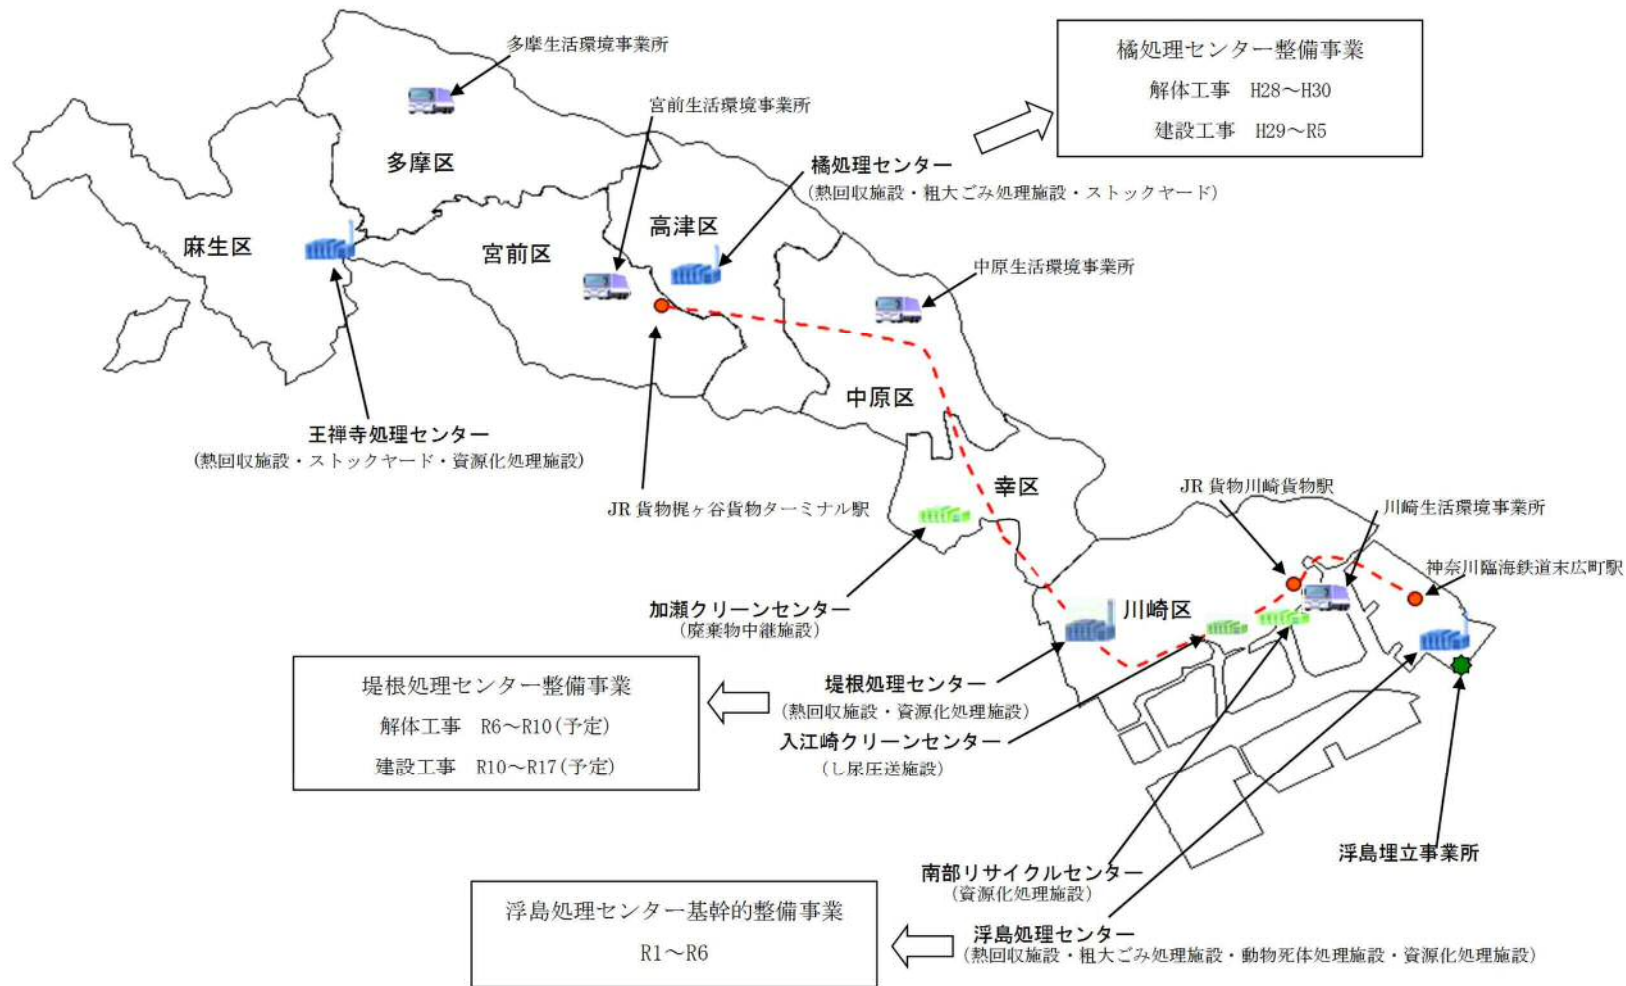 多摩生活環境事業所
宮前生活環境事業所
橘処理センター整備事業
解体工事 H28～H30
建設工事 H29～R5
多摩区
橘処理センター
(熱回収施設・粗大ごみ処理施設・ストックヤード)
高津区
麻生区
宮前区
中原生活環境事業所
中原区
王禅寺処理センター
(熱回収施設・ストックヤード・資源化処理施設)
JR 貨物梶ヶ谷貨物ターミナル駅
幸区
JR 貨物川崎貨物駅
川崎生活環境事業所
神奈川臨海鉄道末広町駅
加瀬クリーンセンター
(廃棄物中継施設)
川崎区
堤根処理センター整備事業
解体工事 R6～R10(予定)
建設工事 R10～R17(予定)
堤根処理センター
(熱回収施設・資源化処理施設)
入江崎クリーンセンター
(し尿圧送施設)
浮島埋立事業所
南部リサイクルセンター
(資源化処理施設)
浮島処理センター基幹的整備事業
R1～R6
浮島処理センター
(熱回収施設・粗大ごみ処理施設・動物死体処理施設・資源化処理施設)